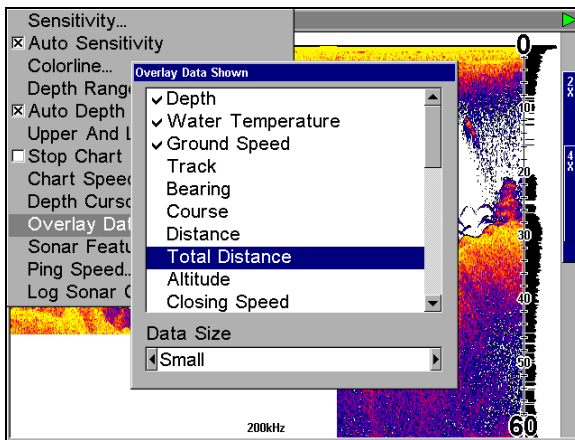 Sensitivity...
Auto Sensitivity
Colorline...
Depth Rang
Auto Depth
Upper And L
Stop Chart
Chart Speed
Depth Curso
Overlay Dat
Sonar Featu
Ping Speed..
Log Sonar C
Overlay Data Shown
Depth
Water Temperature
Ground Speed
Track
Bearing
Course
Distance
Total Distance
Altitude
Closing Speed
Data Size
Small
200kHz
0
10
20
30
40
50
60
2X
4X